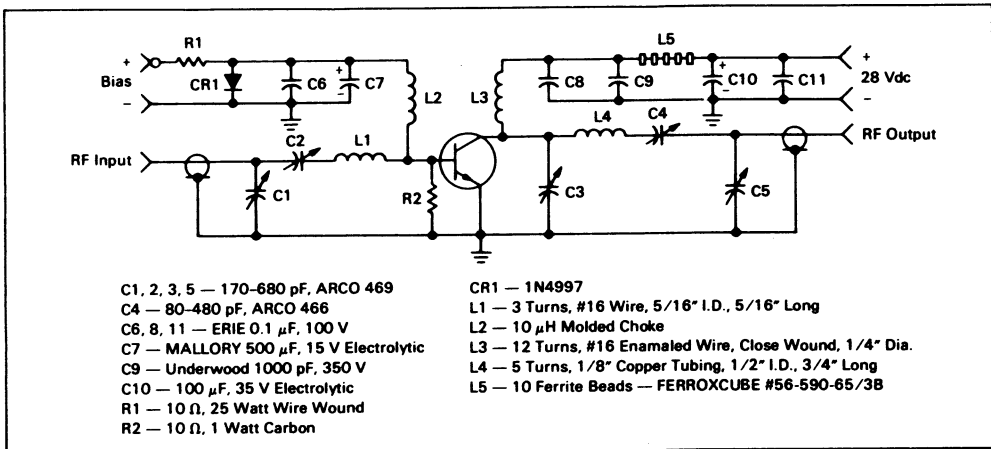 R1
L5
+
Bias
−
CR1
C6
+
C7
−
L2
L3
C8
C9
+
C10
−
C11
+
28 Vdc
−
RF Input
C2
L1
C1
R2
L4
C4
C3
C5
RF Output
C1, 2, 3, 5 — 170–680 pF, ARCO 469
C4 — 80–480 pF, ARCO 466
C6, 8, 11 — ERIE 0.1 μF, 100 V
C7 — MALLORY 500 μF, 15 V Electrolytic
C9 — Underwood 1000 pF, 350 V
C10 — 100 μF, 35 V Electrolytic
R1 — 10 Ω, 25 Watt Wire Wound
R2 — 10 Ω, 1 Watt Carbon
CR1 — 1N4997
L1 — 3 Turns, #16 Wire, 5/16″ I.D., 5/16″ Long
L2 — 10 μH Molded Choke
L3 — 12 Turns, #16 Enamaled Wire, Close Wound, 1/4″ Dia.
L4 — 5 Turns, 1/8″ Copper Tubing, 1/2″ I.D., 3/4″ Long
L5 — 10 Ferrite Beads — FERROXCUBE #56-590-65/3B